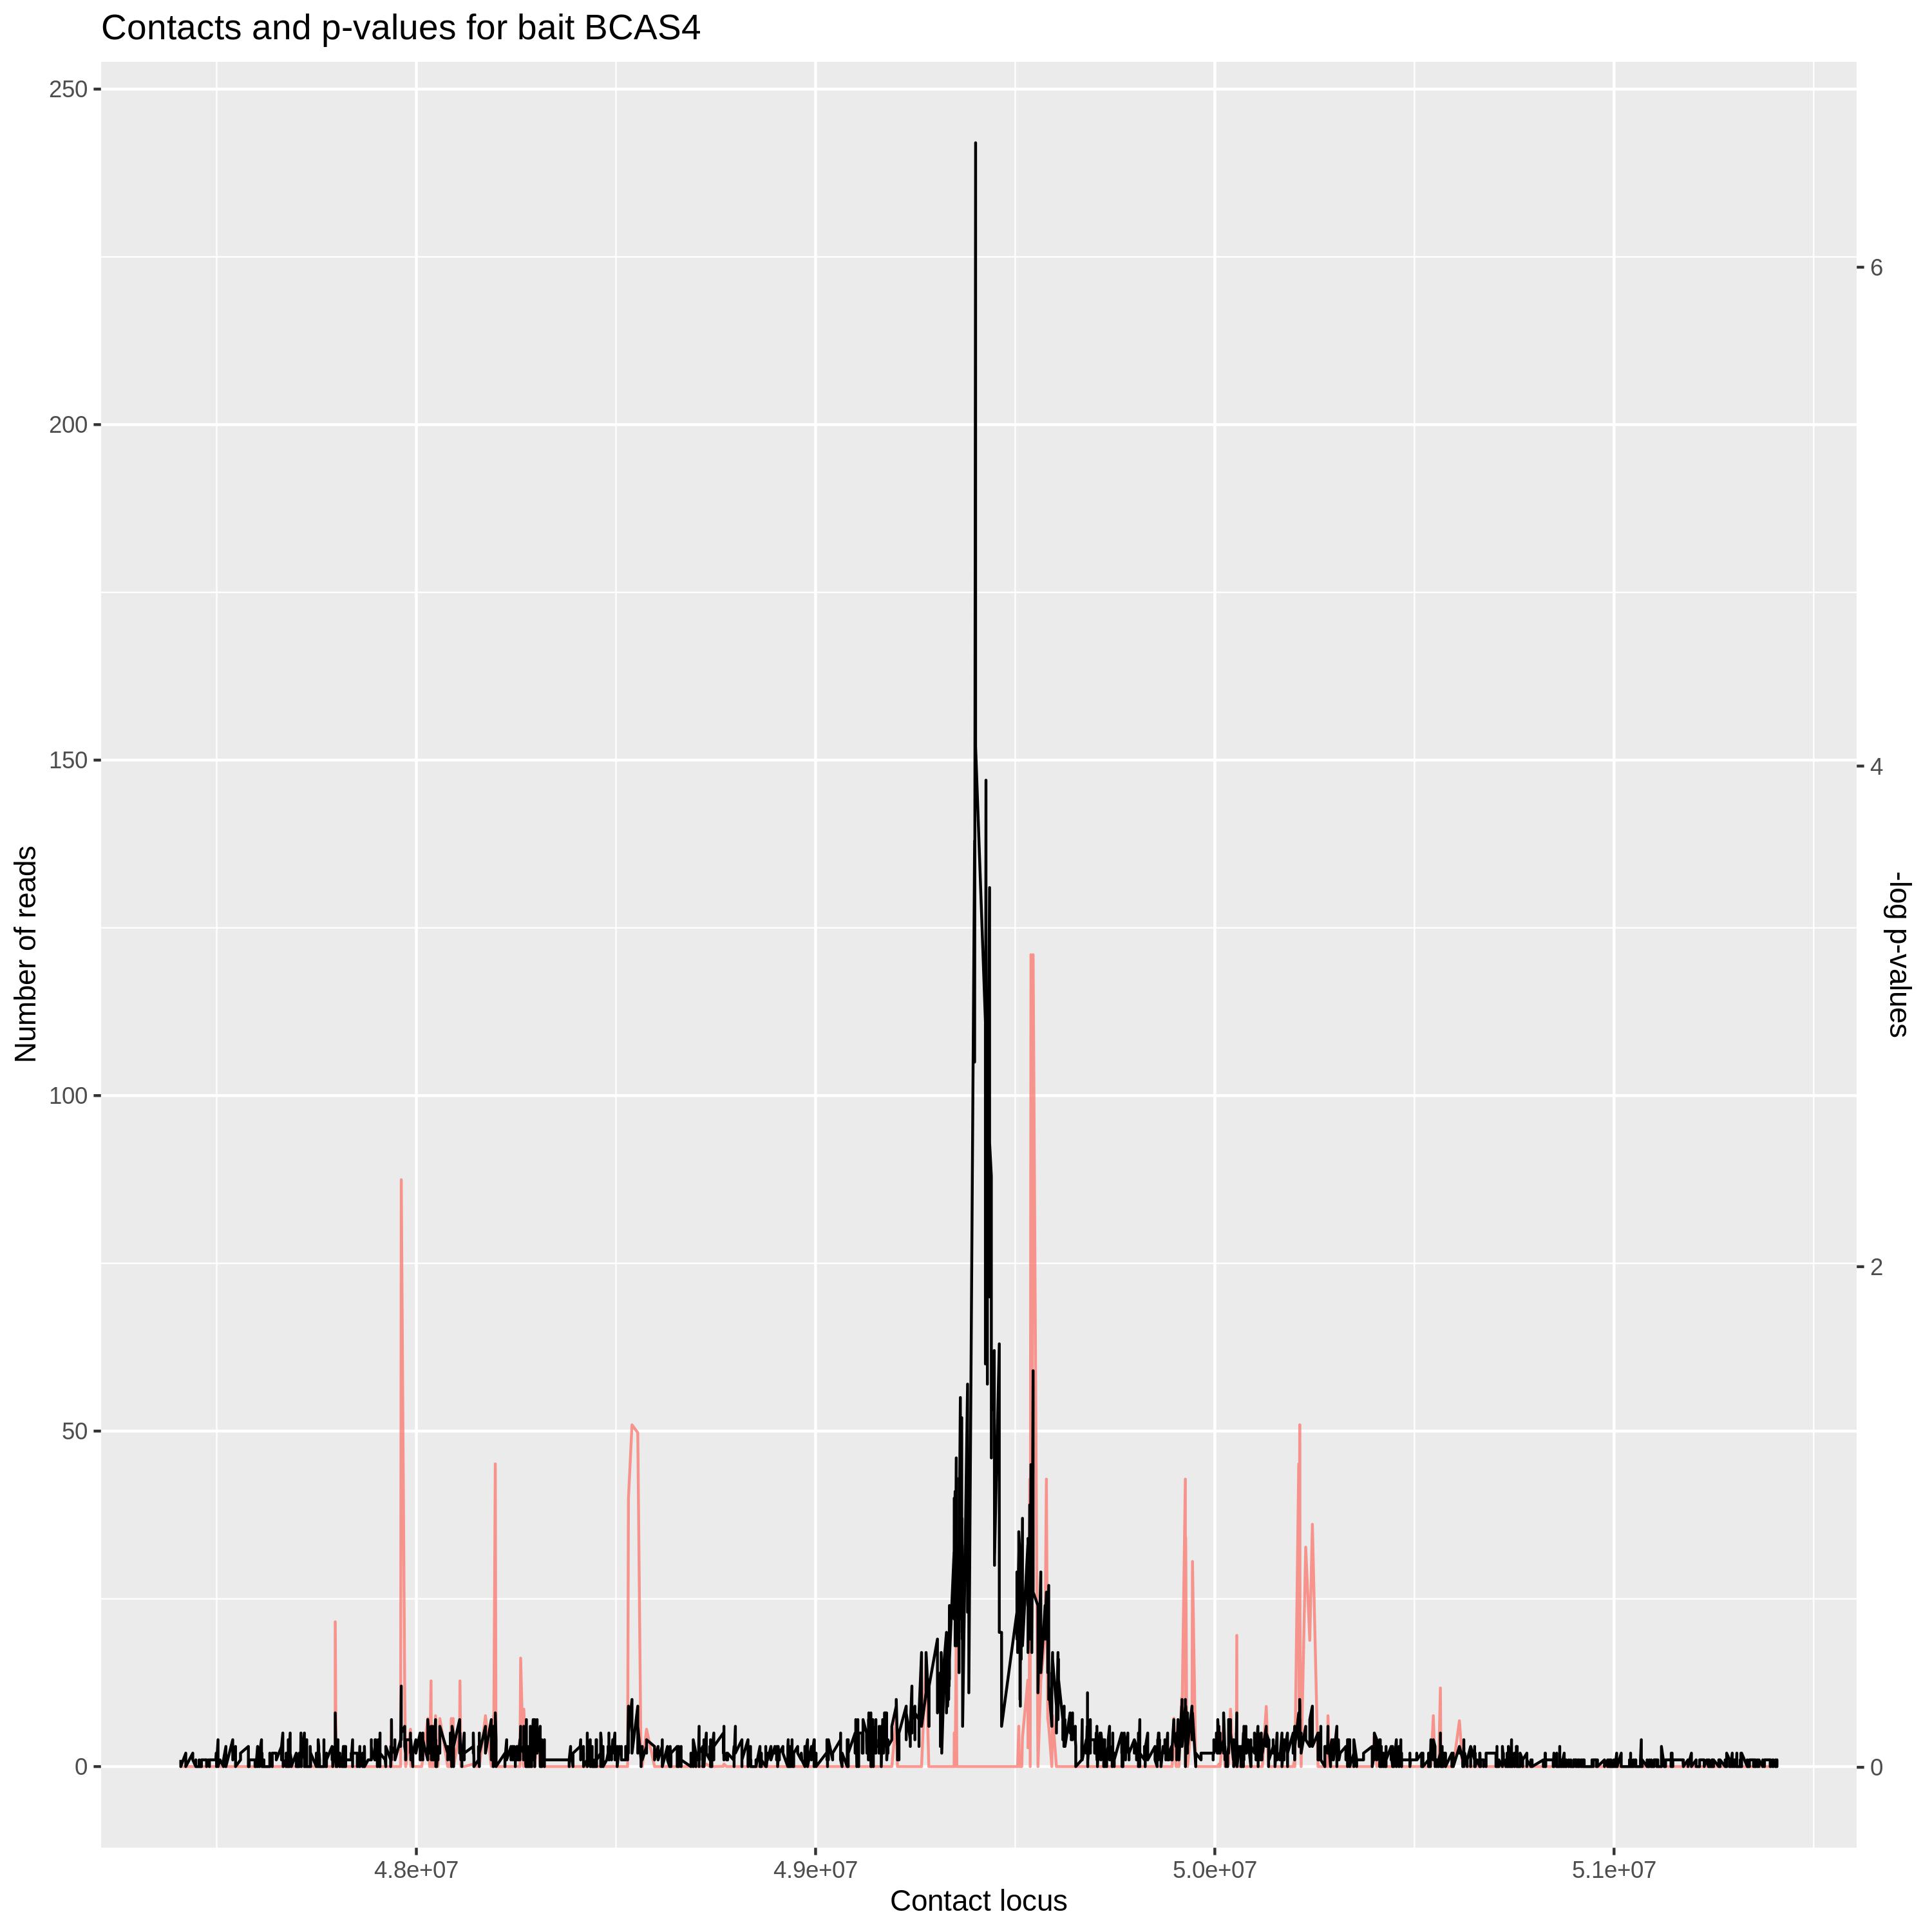 Contacts and p-values for bait BCAS4
250
200
150
100
50
0
Number of reads
6
4
2
0
-log p-values
4.8e+07 4.9e+07 5.0e+07 5.1e+07
Contact locus